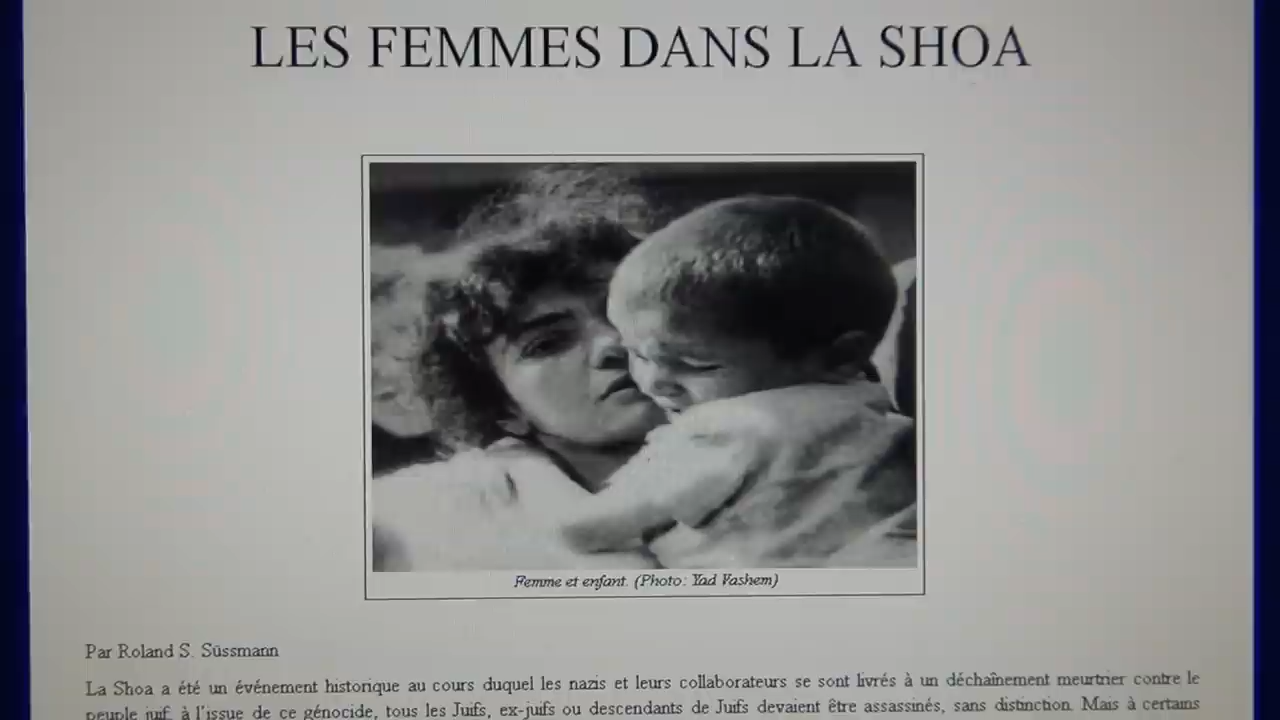 LES FEMMES DANS LA SHOA
Femme et enfant. (Photo: Yad Vashem)
Par Roland S. Süssmann
La Shoa a été un événement historique au cours duquel les nazis et leurs collaborateurs se sont livrés à un déchaînement meurtrier contre le
peuple juif, à l'issue de ce génocide, tous les Juifs, ex-juifs ou descendants de Juifs devaient être assassinés, sans distinction. Mais à certains